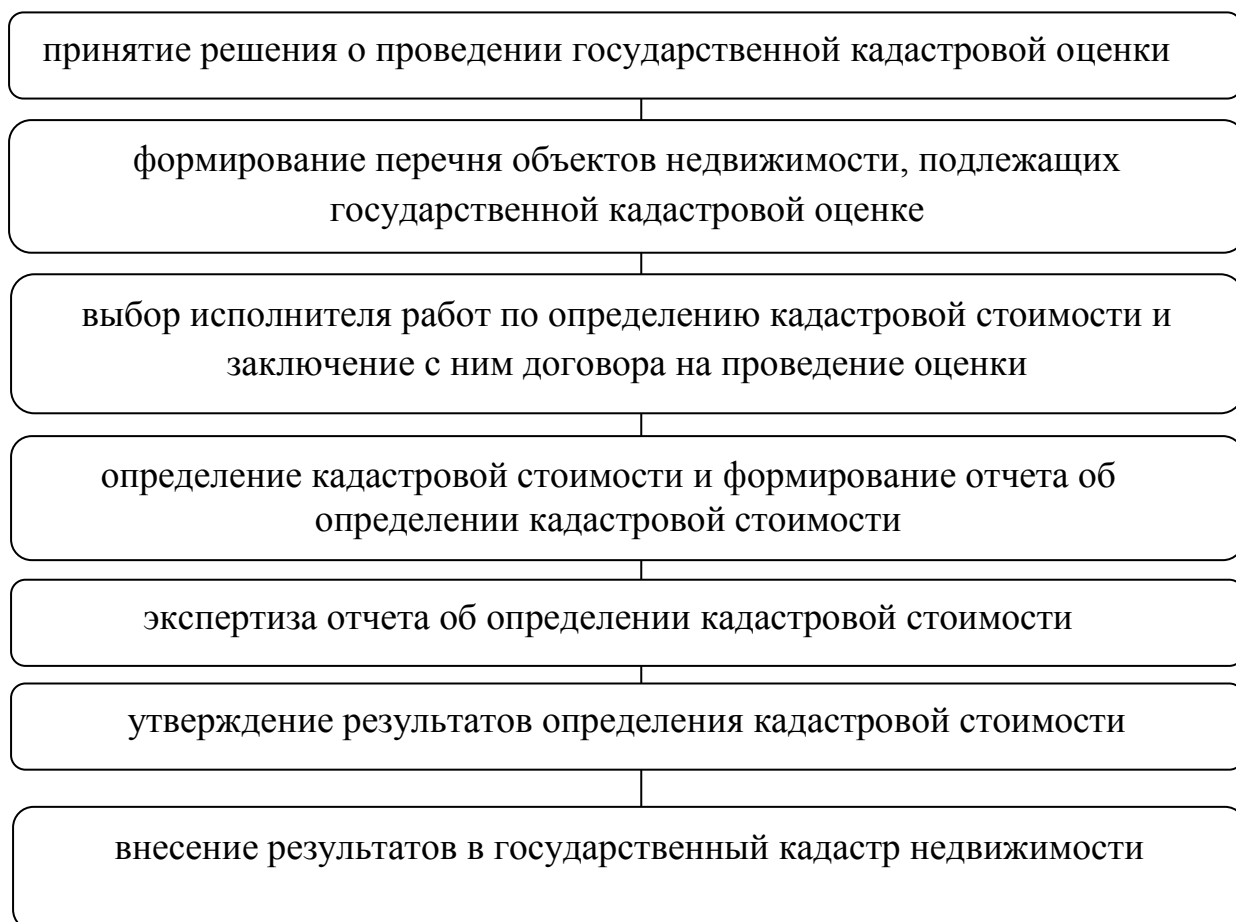 принятие решения о проведении государственной кадастровой оценки
формирование перечня объектов недвижимости, подлежащих
государственной кадастровой оценке
выбор исполнителя работ по определению кадастровой стоимости и
заключение с ним договора на проведение оценки
определение кадастровой стоимости и формирование отчета об
определении кадастровой стоимости
экспертиза отчета об определении кадастровой стоимости
утверждение результатов определения кадастровой стоимости
внесение результатов в государственный кадастр недвижимости